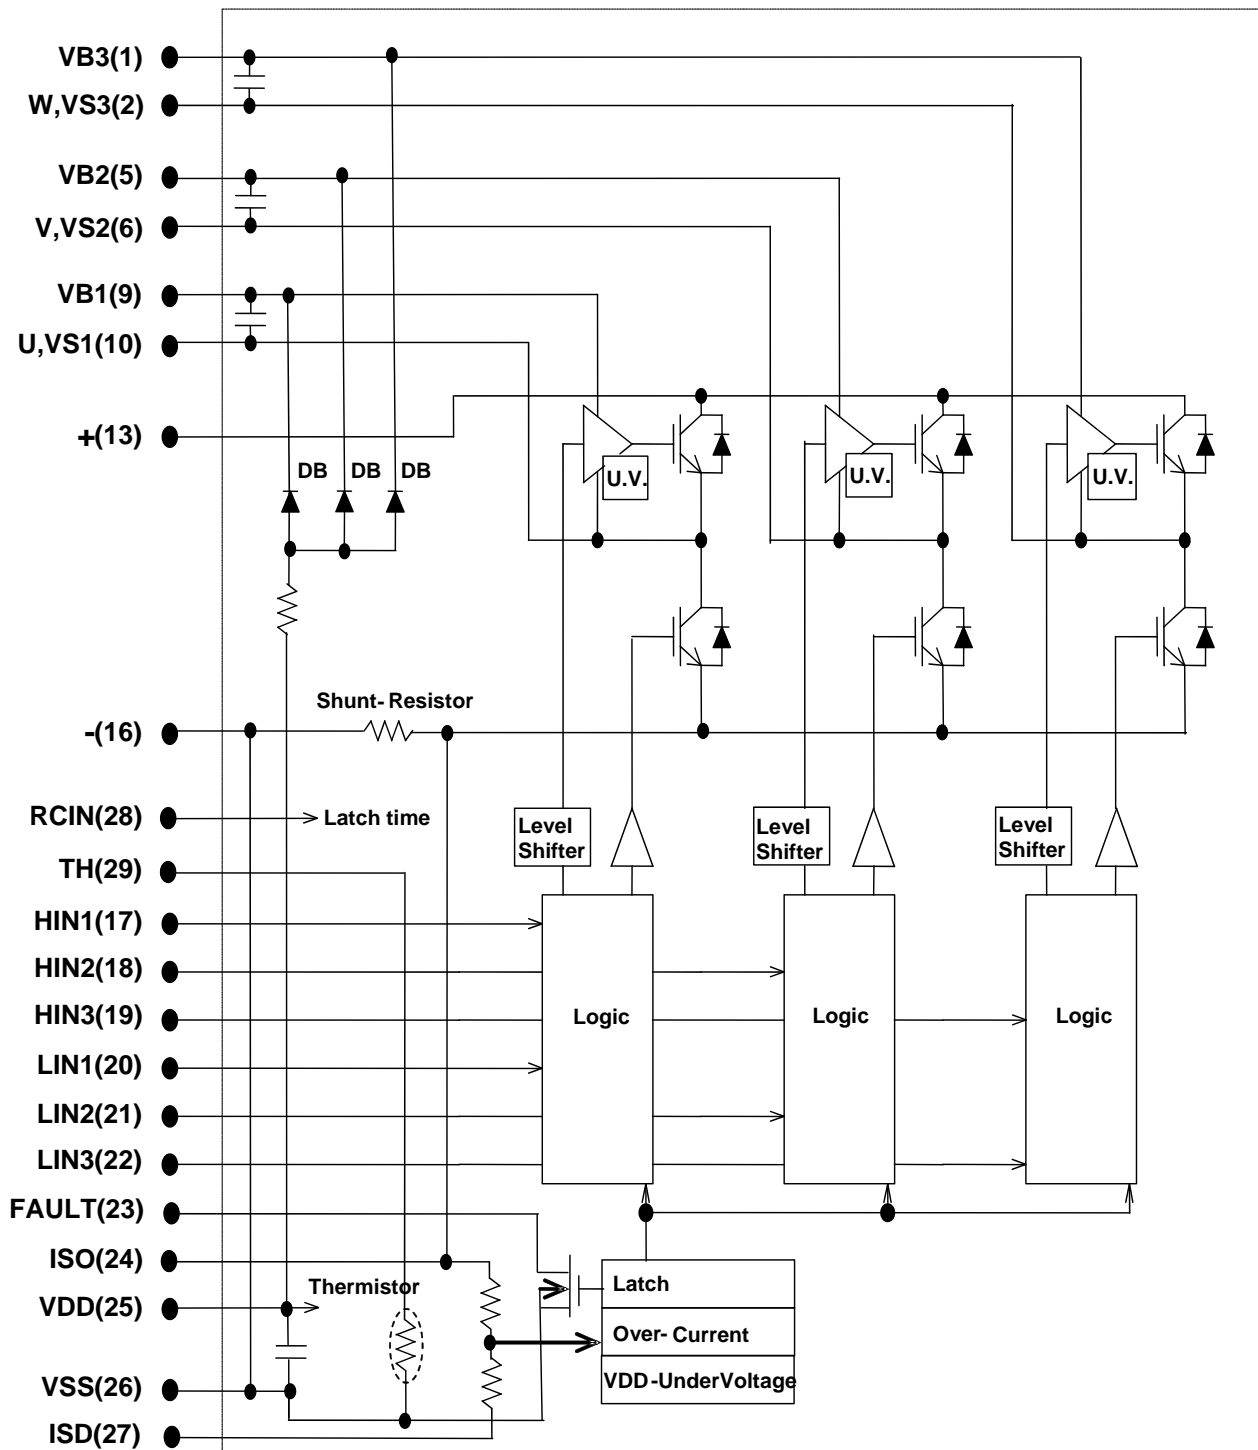 VB3(1)
W,VS3(2)
VB2(5)
V,VS2(6)
VB1(9)
U,VS1(10)
+(13)
DB DB DB
U.V. U.V. U.V.
Shunt-Resistor
-(16)
RCIN(28)
Latch time
Level
Shifter
Level
Shifter
Level
Shifter
TH(29)
HIN1(17)
HIN2(18)
HIN3(19)
Logic Logic Logic
LIN1(20)
LIN2(21)
LIN3(22)
FAULT(23)
ISO(24)
Thermistor
Latch
VDD(25)
Over-Current
VDD-UnderVoltage
VSS(26)
ISD(27)